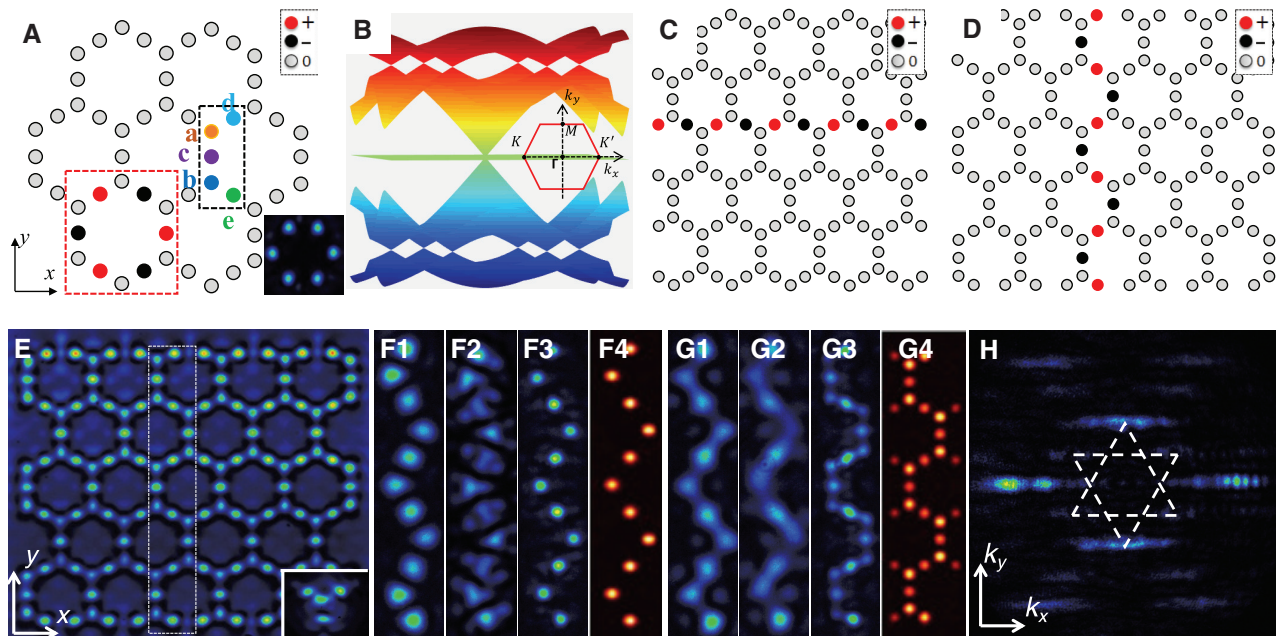 A
+
−
0
d
a
c
b
e
y
x
B
k_y
K
M
K′
Γ
k_x
C
+
−
0
D
+
−
0
E
y
x
F1
F2
F3
F4
G1
G2
G3
G4
H
k_y
k_x